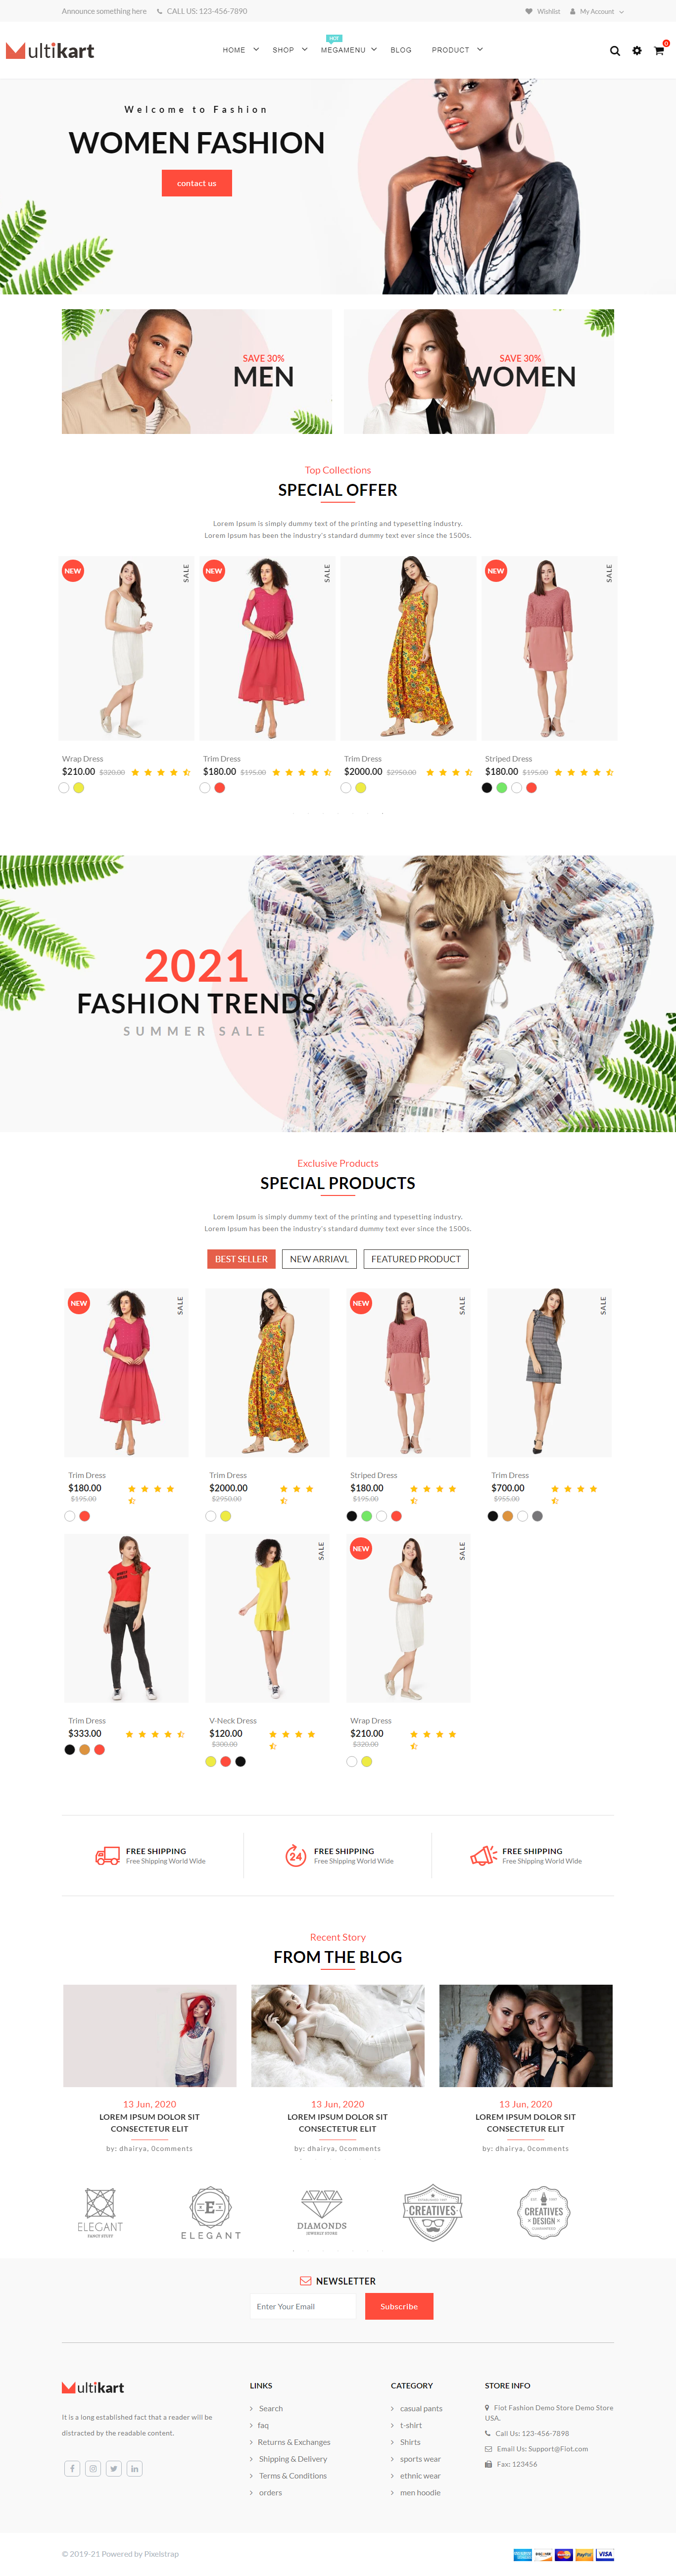 Announce something here
CALL US: 123-456-7890
Wishlist
My Account
Multikart
HOME
SHOP
HOT
MEGAMENU
BLOG
PRODUCT
0
Welcome to Fashion
WOMEN FASHION
contact us
SAVE 30%
MEN
SAVE 30%
WOMEN
Top Collections
SPECIAL OFFER
Lorem Ipsum is simply dummy text of the printing and typesetting industry.
Lorem Ipsum has been the industry's standard dummy text ever since the 1500s.
NEW
SALE
Wrap Dress
$210.00 $320.00
NEW
SALE
Trim Dress
$180.00 $195.00
Trim Dress
$2000.00 $2950.00
NEW
SALE
Striped Dress
$180.00 $195.00
2021
FASHION TRENDS
SUMMER SALE
Exclusive Products
SPECIAL PRODUCTS
Lorem Ipsum is simply dummy text of the printing and typesetting industry.
Lorem Ipsum has been the industry's standard dummy text ever since the 1500s.
BEST SELLER
NEW ARRIAVL
FEATURED PRODUCT
NEW
SALE
Trim Dress
$180.00
$195.00
Trim Dress
$2000.00
$2950.00
NEW
SALE
Striped Dress
$180.00
$195.00
SALE
Trim Dress
$700.00
$955.00
Trim Dress
$333.00
SALE
V-Neck Dress
$120.00
$300.00
NEW
SALE
Wrap Dress
$210.00
$320.00
FREE SHIPPING
Free Shipping World Wide
24
FREE SHIPPING
Free Shipping World Wide
FREE SHIPPING
Free Shipping World Wide
Recent Story
FROM THE BLOG
13 Jun, 2020
LOREM IPSUM DOLOR SIT
CONSECTETUR ELIT
by: dhairya, 0comments
13 Jun, 2020
LOREM IPSUM DOLOR SIT
CONSECTETUR ELIT
by: dhairya, 0comments
13 Jun, 2020
LOREM IPSUM DOLOR SIT
CONSECTETUR ELIT
by: dhairya, 0comments
ELEGANT
FANCY STUFF
E
ELEGANT
DIAMONDS
JEWELRY STORE
CREATIVES
CREATIVES
DESIGN
NEWSLETTER
Enter Your Email
Subscribe
Multikart
It is a long established fact that a reader will be
distracted by the readable content.
LINKS
Search
faq
Returns & Exchanges
Shipping & Delivery
Terms & Conditions
orders
CATEGORY
casual pants
t-shirt
Shirts
sports wear
ethnic wear
men hoodie
STORE INFO
Fiot Fashion Demo Store Demo Store
USA.
Call Us: 123-456-7898
Email Us: Support@Fiot.com
Fax: 123456
© 2019-21 Powered by Pixelstrap
DISCOVER
PayPal
VISA